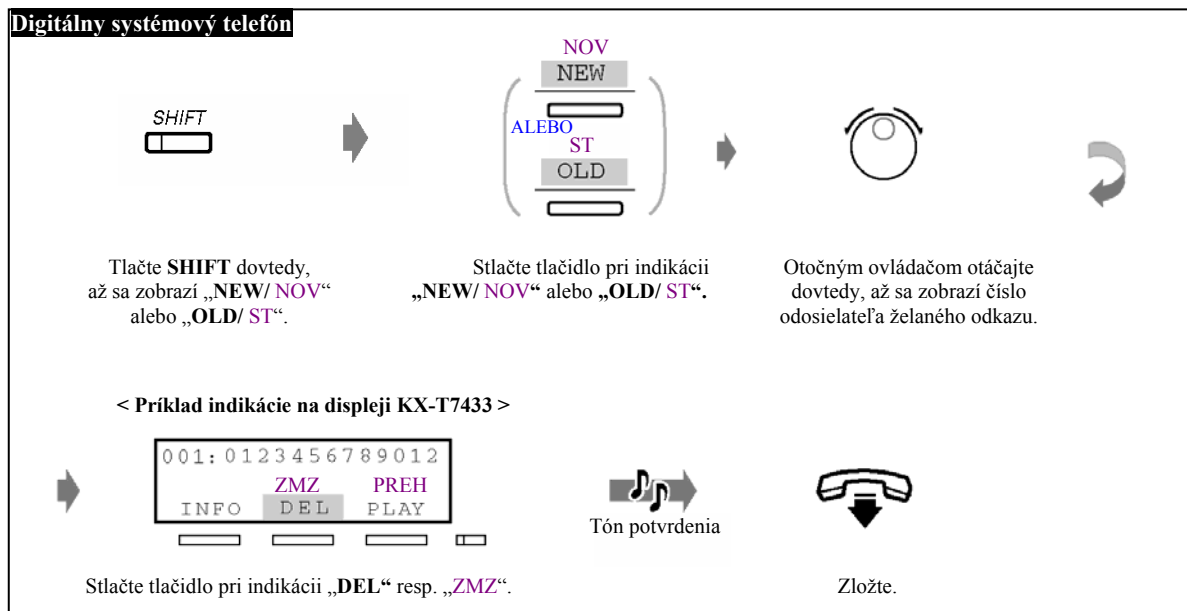 Digitálny systémový telefón
SHIFT
NOV
NEW
ALEBO
ST
OLD
Tlačte SHIFT dovtedy,
až sa zobrazí „NEW/ NOV“
alebo „OLD/ ST“.
Stlačte tlačidlo pri indikácii
„NEW/ NOV“ alebo „OLD/ ST“.
Otočným ovládačom otáčajte
dovtedy, až sa zobrazí číslo
odosielateľa želaného odkazu.
< Príklad indikácie na displeji KX-T7433 >
001:0123456789012
ZMZ PREH
INFO DEL PLAY
Stlačte tlačidlo pri indikácii „DEL“ resp. „ZMZ“.
Tón potvrdenia
Zložte.